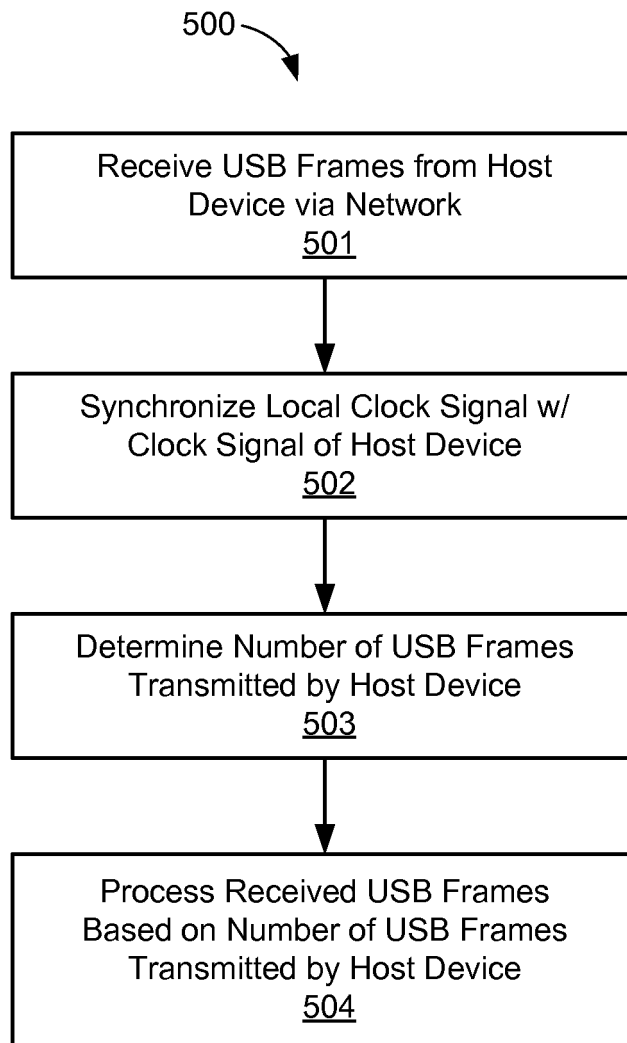 500
Receive USB Frames from Host
Device via Network
501
Synchronize Local Clock Signal w/
Clock Signal of Host Device
502
Determine Number of USB Frames
Transmitted by Host Device
503
Process Received USB Frames
Based on Number of USB Frames
Transmitted by Host Device
504